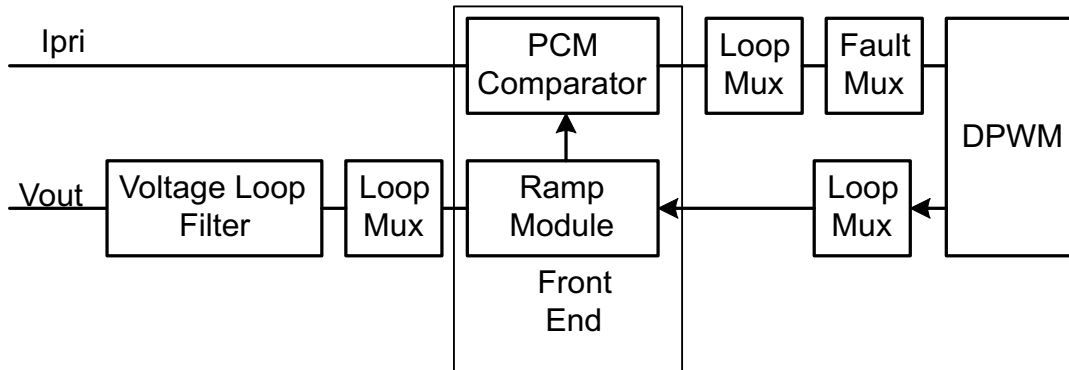 Ipri
PCM
Comparator
Loop
Mux
Fault
Mux
DPWM
Vout
Voltage Loop
Filter
Loop
Mux
Ramp
Module
Loop
Mux
Front
End